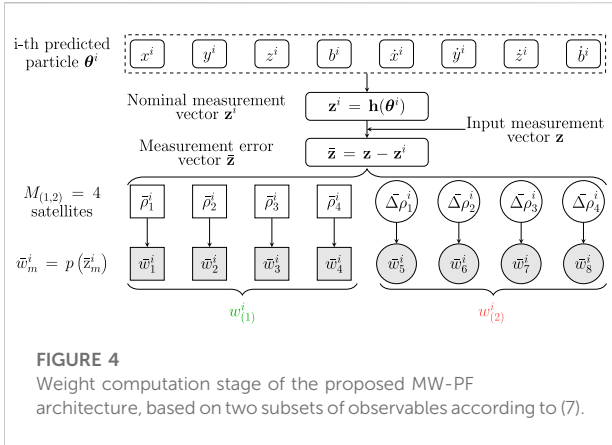 i-th predicted
particle θ^i
x^i y^i z^i b^i ẋ^i ẏ^i ż^i ḃ^i
Nominal measurement
vector z^i
z^i = h(θ^i)
Input measurement
vector z
Measurement error
vector z̄
z̄ = z − z^i
M_(1,2) = 4
satellites
ρ̄_1^i ρ̄_2^i ρ̄_3^i ρ̄_4^i Δ̄ρ_1^i Δ̄ρ_2^i Δ̄ρ_3^i Δ̄ρ_4^i
w̄_m^i = p(z̄_m^i)
w̄_1^i w̄_2^i w̄_3^i w̄_4^i w̄_5^i w̄_6^i w̄_7^i w̄_8^i
w_(1)^i w_(2)^i
FIGURE 4
Weight computation stage of the proposed MW-PF
architecture, based on two subsets of observables according to (7).